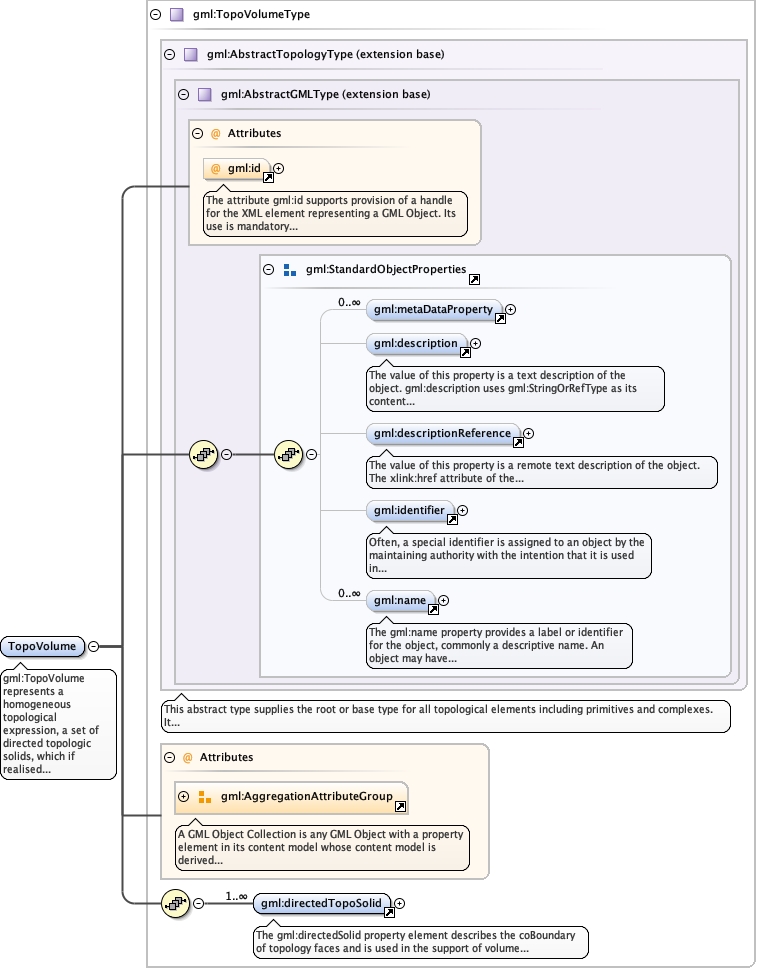 gml:TopoVolumeType
gml:AbstractTopologyType (extension base)
gml:AbstractGMLType (extension base)
@ Attributes
@ gml:id
The attribute gml:id supports provision of a handle
for the XML element representing a GML Object. Its
use is mandatory...
gml:StandardObjectProperties
0..∞
gml:metaDataProperty
gml:description
The value of this property is a text description of the
object. gml:description uses gml:StringOrRefType as its
content...
gml:descriptionReference
The value of this property is a remote text description of the object.
The xlink:href attribute of the...
gml:identifier
Often, a special identifier is assigned to an object by the
maintaining authority with the intention that it is used
in...
0..∞
gml:name
The gml:name property provides a label or identifier
for the object, commonly a descriptive name. An
object may have...
TopoVolume
gml:TopoVolume
represents a
homogeneous
topological
expression, a set of
directed topologic
solids, which if
realised...
This abstract type supplies the root or base type for all topological elements including primitives and complexes.
It...
@ Attributes
gml:AggregationAttributeGroup
A GML Object Collection is any GML Object with a property
element in its content model whose content model is
derived...
1..∞
gml:directedTopoSolid
The gml:directedSolid property element describes the coBoundary
of topology faces and is used in the support of volume...